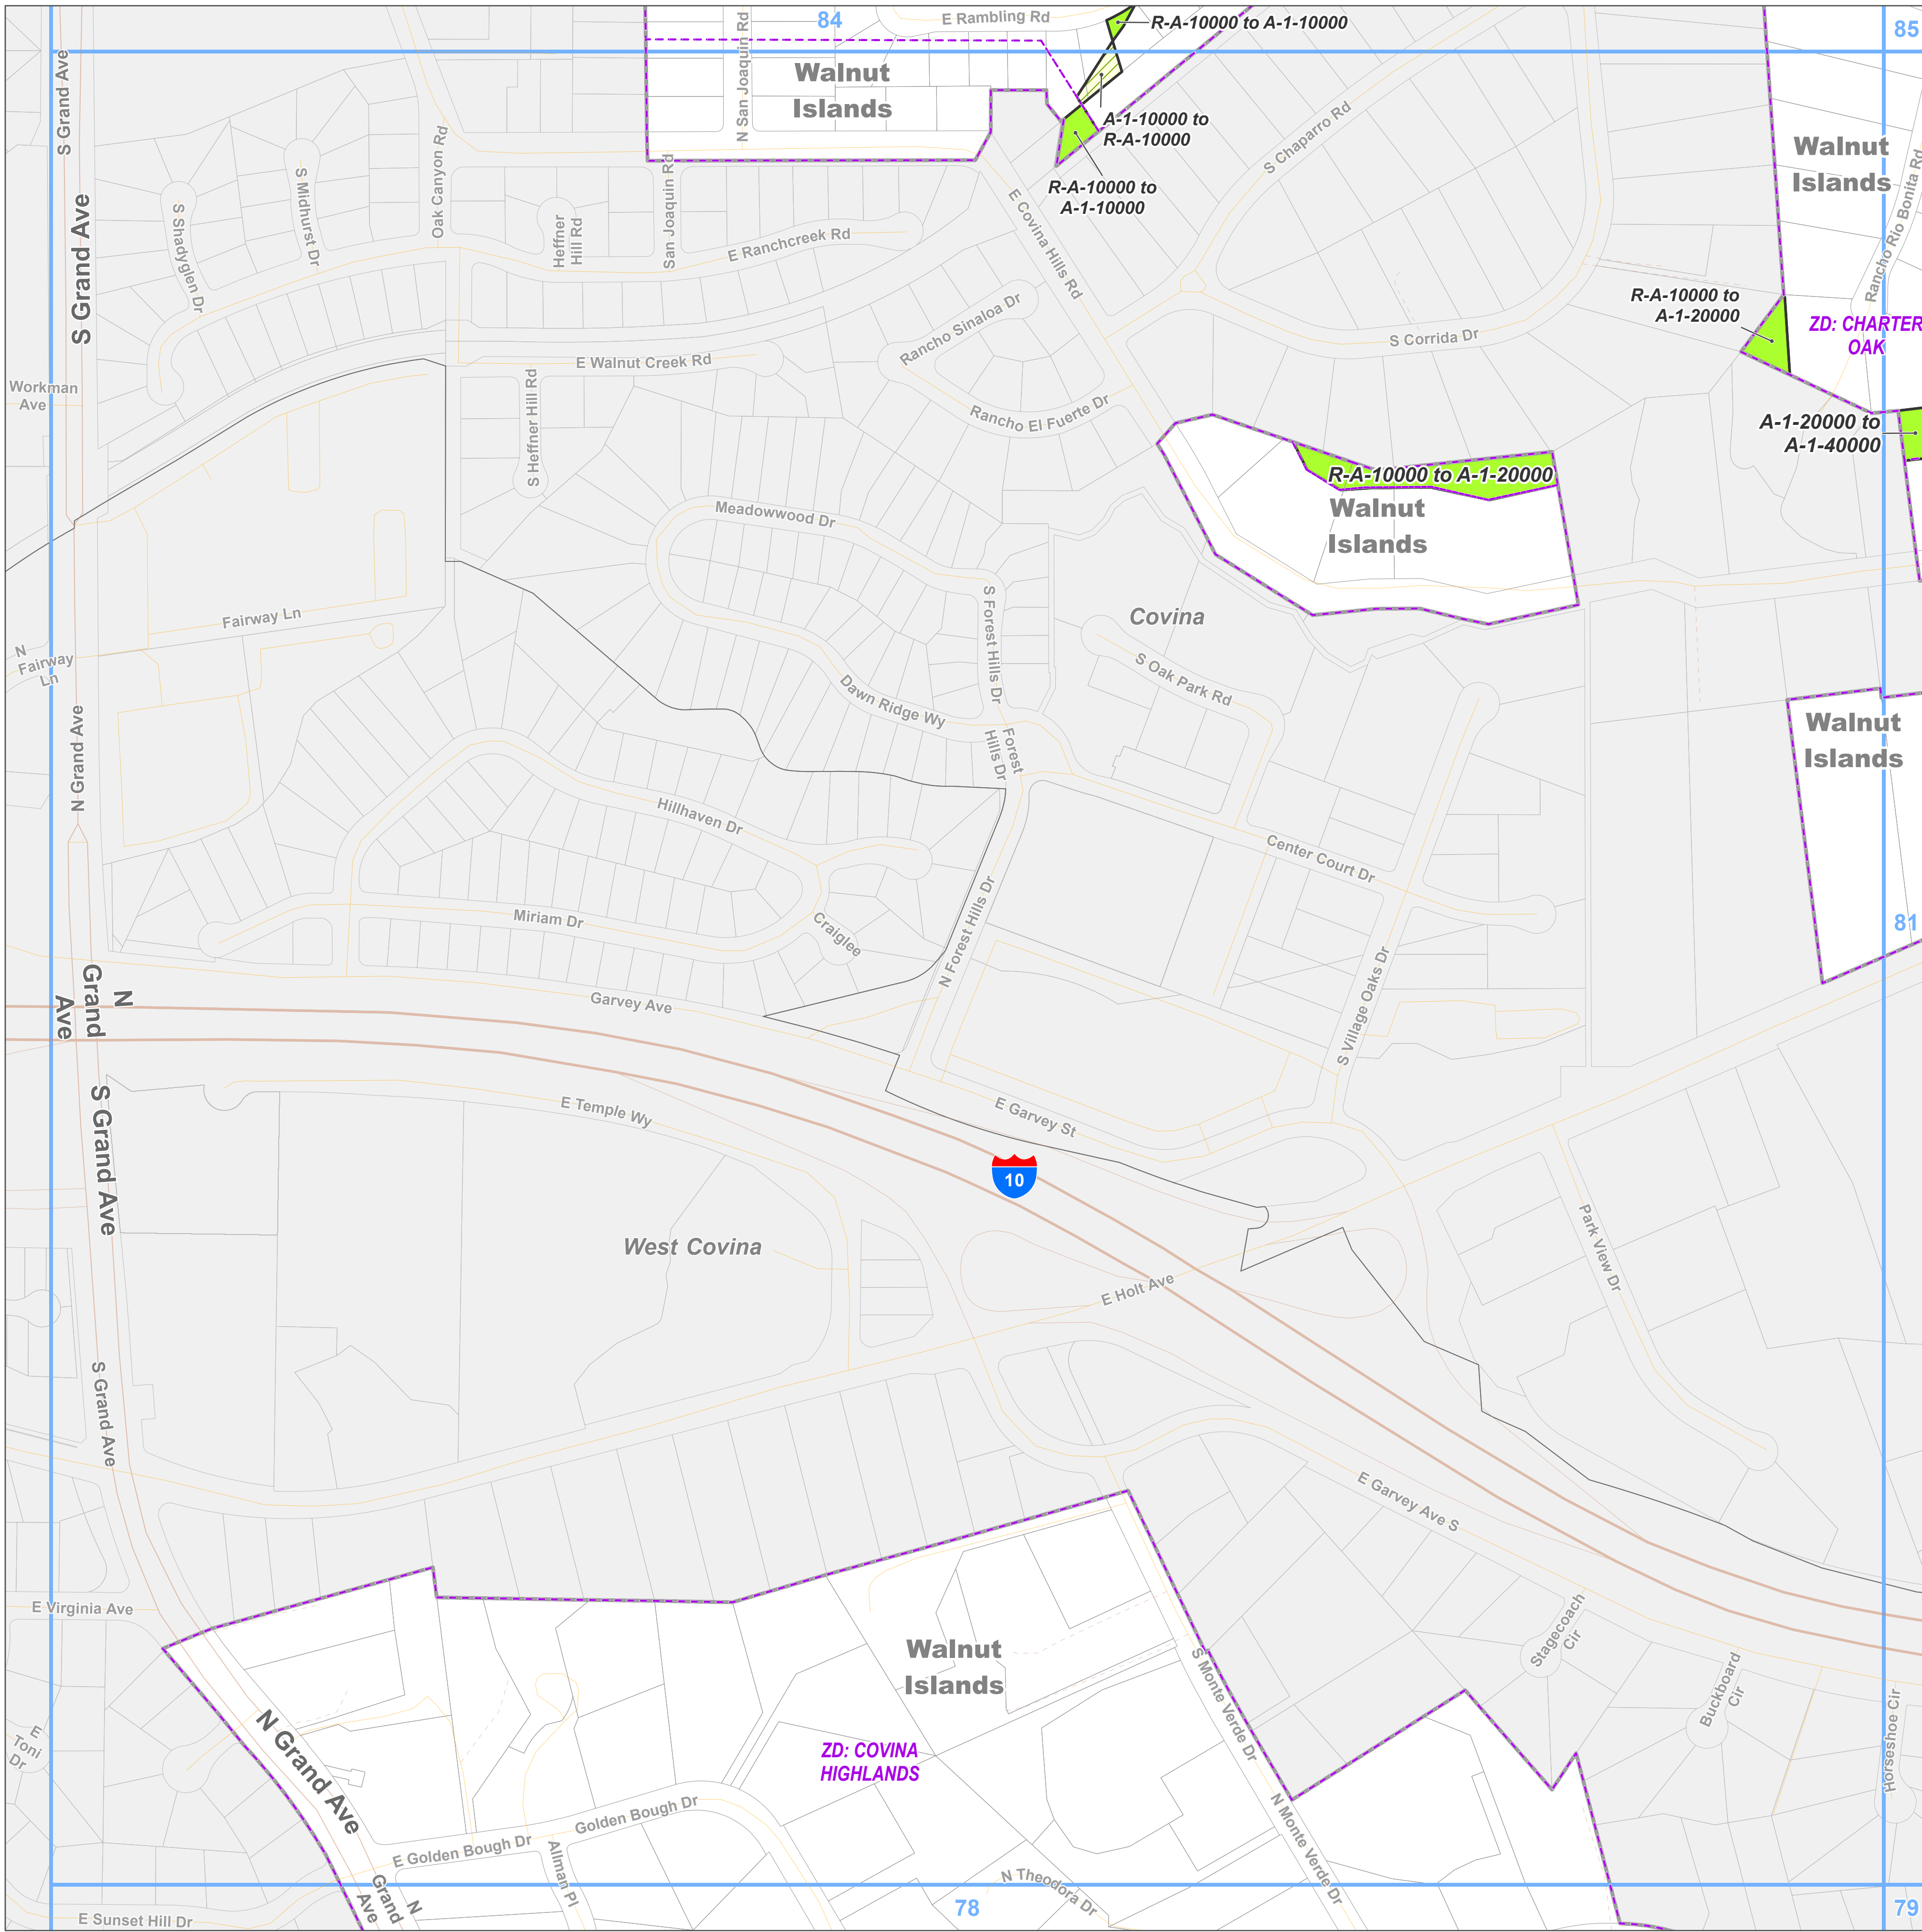 84
85
E Rambling Rd
R-A-10000 to A-1-10000
S Grand Ave
N San Joaquin Rd
Walnut
Islands
A-1-10000 to
R-A-10000
R-A-10000 to
A-1-10000
S Chaparro Rd
Walnut
Islands
Rancho Rio Bonita Rd
Oak Canyon Rd
S Midhurst Dr
S Shadyglen Dr
S Grand Ave
Heffner
Hill Rd
San Joaquin Rd
E Ranchcreek Rd
E Covina Hills Rd
R-A-10000 to
A-1-20000
ZD: CHARTER
OAK
Rancho Sinaloa Dr
S Corrida Dr
E Walnut Creek Rd
Workman
Ave
S Heffner Hill Rd
Rancho El Fuerte Dr
A-1-20000 to
A-1-40000
R-A-10000 to A-1-20000
Walnut
Islands
Meadowwood Dr
Fairway Ln
S Forest Hills Dr
Covina
N
Fairway
Ln
S Oak Park Rd
Dawn Ridge Wy
Forest
Hills Dr
Walnut
Islands
N Grand Ave
Hillhaven Dr
Center Court Dr
Miriam Dr
Craiglee
N Forest Hills Dr
81
N
Grand
Ave
Garvey Ave
S Village Oaks Dr
S Grand Ave
E Temple Wy
E Garvey St
10
West Covina
E Holt Ave
Park View Dr
S Grand Ave
E Garvey Ave S
E Virginia Ave
Walnut
Islands
S Monte Verde Dr
Stagecoach
Cir
Buckboard
Cir
Horseshoe Cir
E
Toni
Dr
N Grand Ave
ZD: COVINA
HIGHLANDS
Golden Bough Dr
E Golden Bough Dr
N Monte Verde Dr
Allman Pl
N Theodora Dr
N
Grand
Ave
E Sunset Hill Dr
78
79